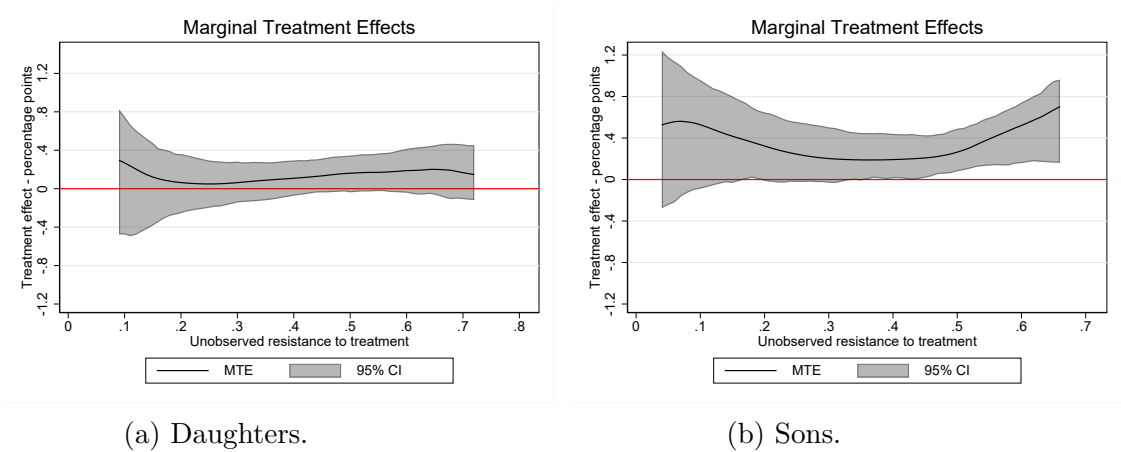 Marginal Treatment Effects
Treatment effect - percentage points
1.2
.8
.4
0
-.4
-.8
-1.2
0 .1 .2 .3 .4 .5 .6 .7 .8
Unobserved resistance to treatment
MTE 95% CI
(a) Daughters.
Marginal Treatment Effects
Treatment effect - percentage points
1.2
.8
.4
0
-.4
-.8
-1.2
0 .1 .2 .3 .4 .5 .6 .7
Unobserved resistance to treatment
MTE 95% CI
(b) Sons.